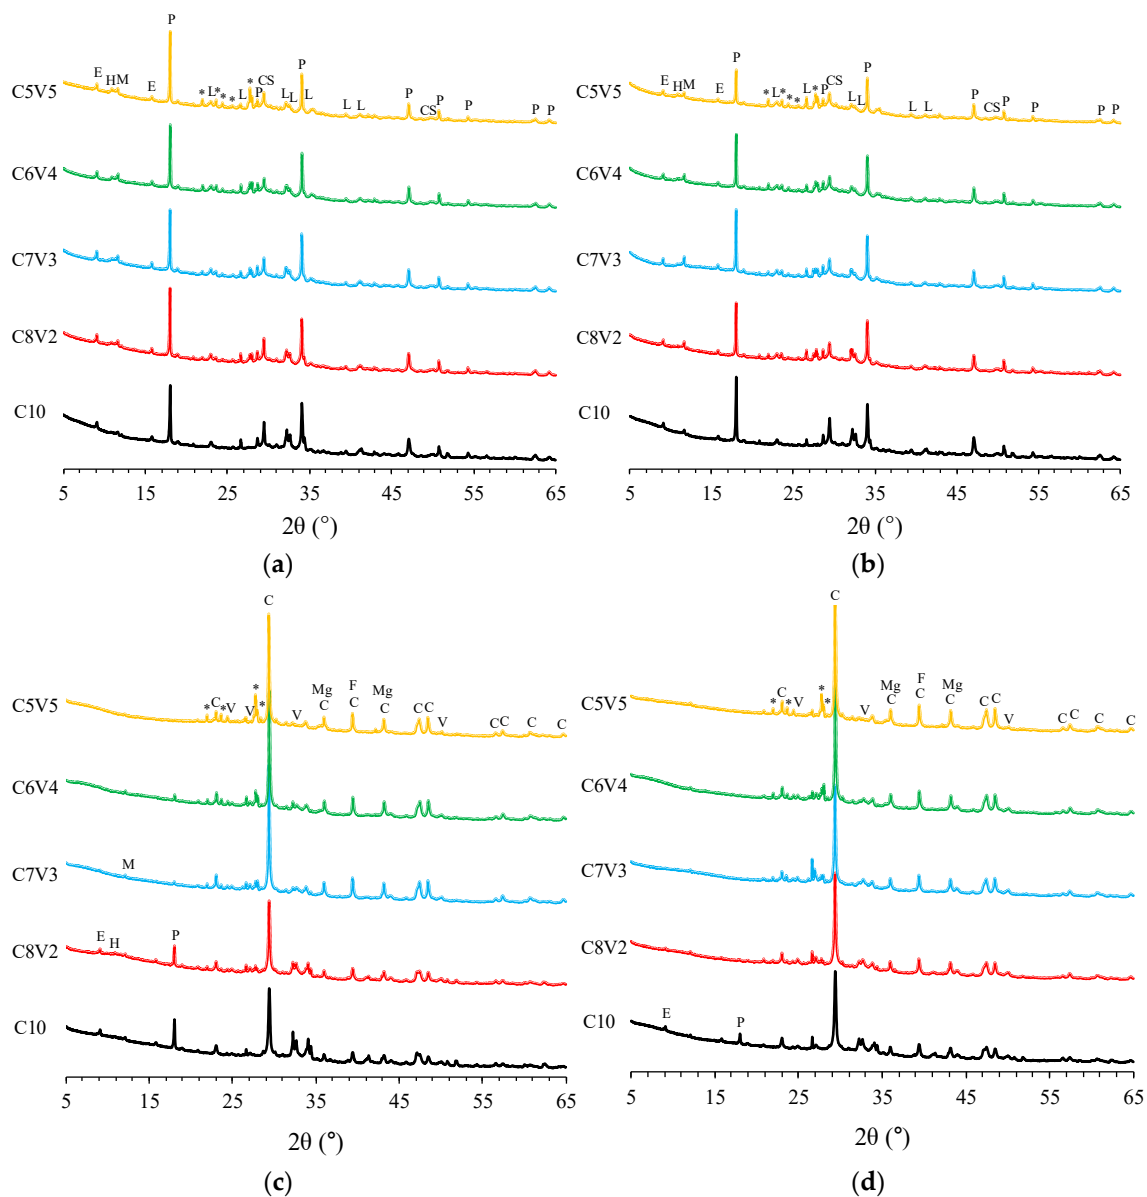 P
E H M E * L * * * L * P CS L L P L L L CS P P P P P
C5V5
C6V4
C7V3
C8V2
C10
5 15 25 35 45 55 65
2θ (°)
(a)
P
E H M E * L * * * L * P CS L L P L L CS P P P P P
C5V5
C6V4
C7V3
C8V2
C10
5 15 25 35 45 55 65
2θ (°)
(b)
C
Mg F Mg
* C * V V * * V C C C C C V C C C C
C5V5
C6V4
C7V3
M
C8V2
E H P
C10
5 15 25 35 45 55 65
2θ (°)
(c)
C
Mg F Mg
* C * V * * V C C C C C V C C C C
C5V5
C6V4
C7V3
C8V2
C10
E P
5 15 25 35 45 55 65
2θ (°)
(d)